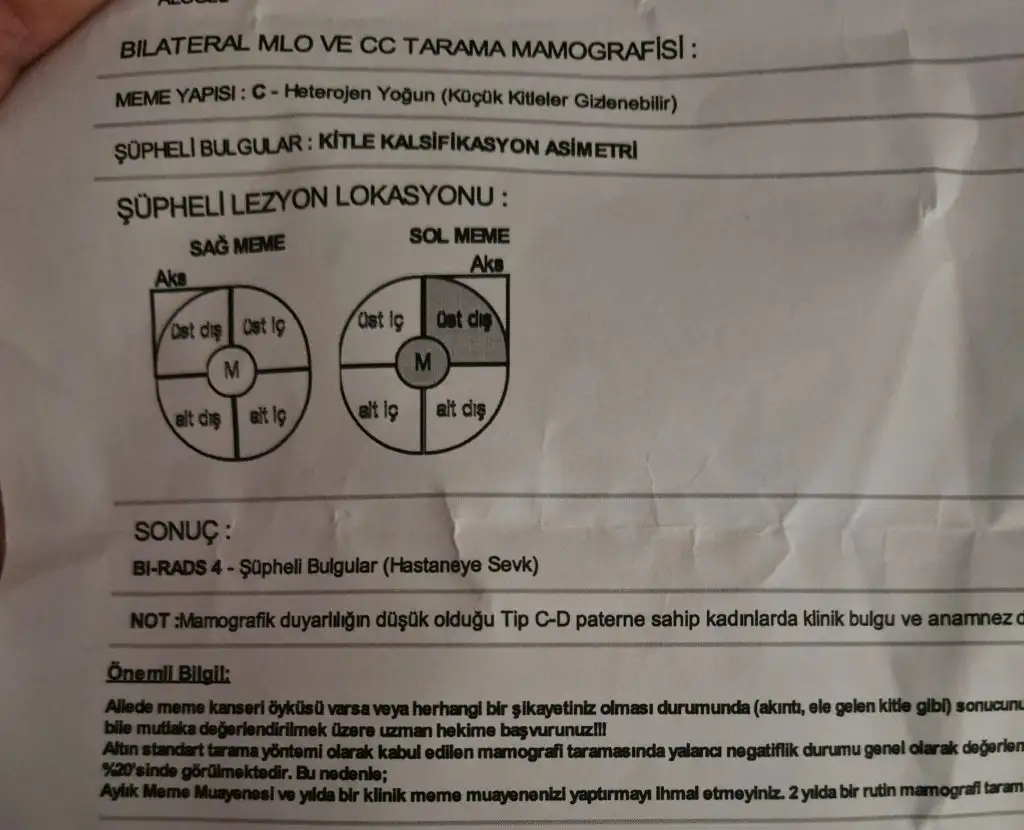 BILATERAL MLO VE CC TARAMA MAMOGRAFİSİ :
MEME YAPISI : C - Heterojen Yoğun (Küçük Kitleler Gizlenebilir)
ŞÜPHELİ BULGULAR : KİTLE KALSİFİKASYON ASİMETRİ
ŞÜPHELİ LEZYON LOKASYONU :
SAĞ MEME
SOL MEME
Aks
Aks
üst dış
üst iç
üst iç
üst dış
M
M
alt dış
alt iç
alt iç
alt dış
SONUÇ :
BI-RADS 4 - Şüpheli Bulgular (Hastaneye Sevk)
NOT :Mamografik duyarlılığın düşük olduğu Tip C-D paterne sahip kadınlarda klinik bulgu ve anamnez
Önemli Bilgi:
Ailede meme kanseri öyküsü varsa veya herhangi bir şikayetiniz olması durumunda (akıntı, ele gelen kitle gibi) sonucunu
bile mutlaka değerlendirilmek üzere uzman hekime başvurunuz!!!
Altın standart tarama yöntemi olarak kabul edilen mamografi taramasında yalancı negatiflik durumu genel olarak değerlen
%20'sinde görülmektedir. Bu nedenle;
Aylık Meme Muayenesi ve yılda bir klinik meme muayenenizi yaptırmayı ihmal etmeyiniz. 2 yılda bir rutin mamografi taram